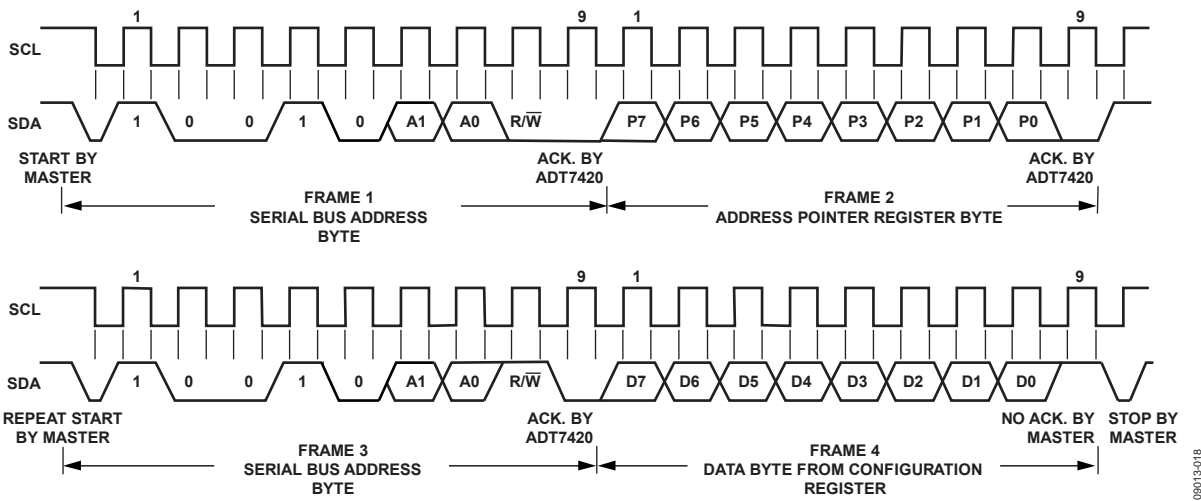 1 9 1 9
SCL
SDA 1 0 0 1 0 A1 A0 R/W̅ P7 P6 P5 P4 P3 P2 P1 P0
START BY
MASTER
ACK. BY
ADT7420
ACK. BY
ADT7420
FRAME 1
SERIAL BUS ADDRESS
BYTE
FRAME 2
ADDRESS POINTER REGISTER BYTE
1 9 1 9
SCL
SDA 1 0 0 1 0 A1 A0 R/W̅ D7 D6 D5 D4 D3 D2 D1 D0
REPEAT START
BY MASTER
ACK. BY
ADT7420
NO ACK. BY
MASTER
STOP BY
MASTER
FRAME 3
SERIAL BUS ADDRESS
BYTE
FRAME 4
DATA BYTE FROM CONFIGURATION
REGISTER
09013-018